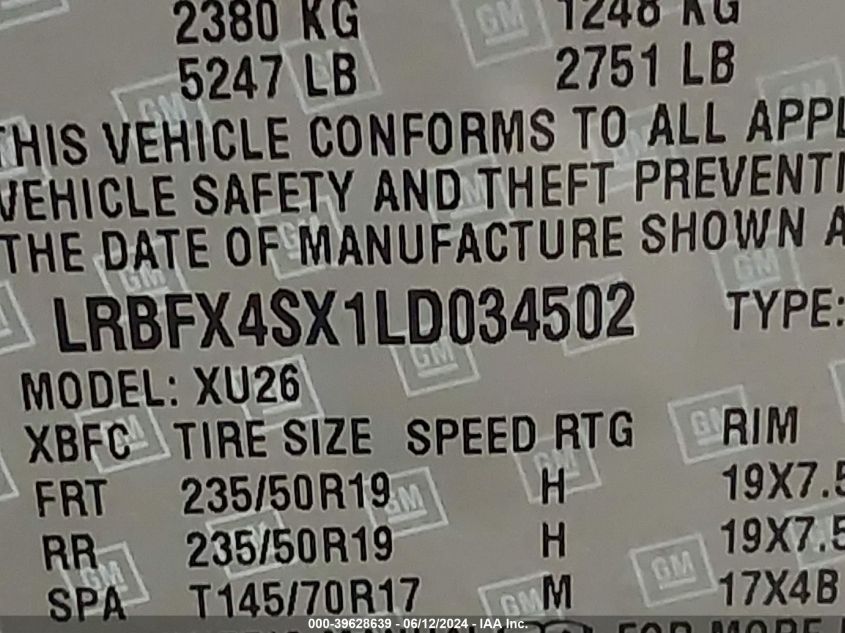 2380 KG 1248 KG
5247 LB 2751 LB
THIS VEHICLE CONFORMS TO ALL APPL
VEHICLE SAFETY AND THEFT PREVENTI
THE DATE OF MANUFACTURE SHOWN A
LRBFX4SX1LD034502 TYPE:
MODEL: XU26
XBFC TIRE SIZE SPEED RTG RIM
FRT 235/50R19 H 19X7.5
RR 235/50R19 H 19X7.5
SPA T145/70R17 M 17X4B
000-39628639 - 06/12/2024 - IAA Inc.